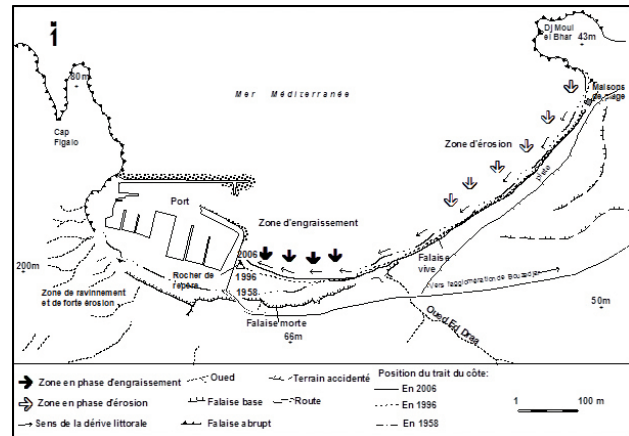 Dj Moul
el Bhar
43m
80m
Mer Méditerranée
Maisons
de plage
Cap
Figalo
Zone d'érosion
piste
Port
Zone d'engraissement
Falaise
vive
2006
200m
Rocher de
repère
1996
1958
Vers l'agglomération de Bouzedjar
Zone de ravinnement
et de forte érosion
50m
Falaise morte
66m
Oued Ed Draa
Zone en phase d'engraissement
Oued
Terrain accidenté
Position du trait du côte:
En 2006
Zone en phase d'érosion
Falaise base
Route
En 1996
1
100 m
Sens de la dérive littorale
Falaise abrupt
En 1958